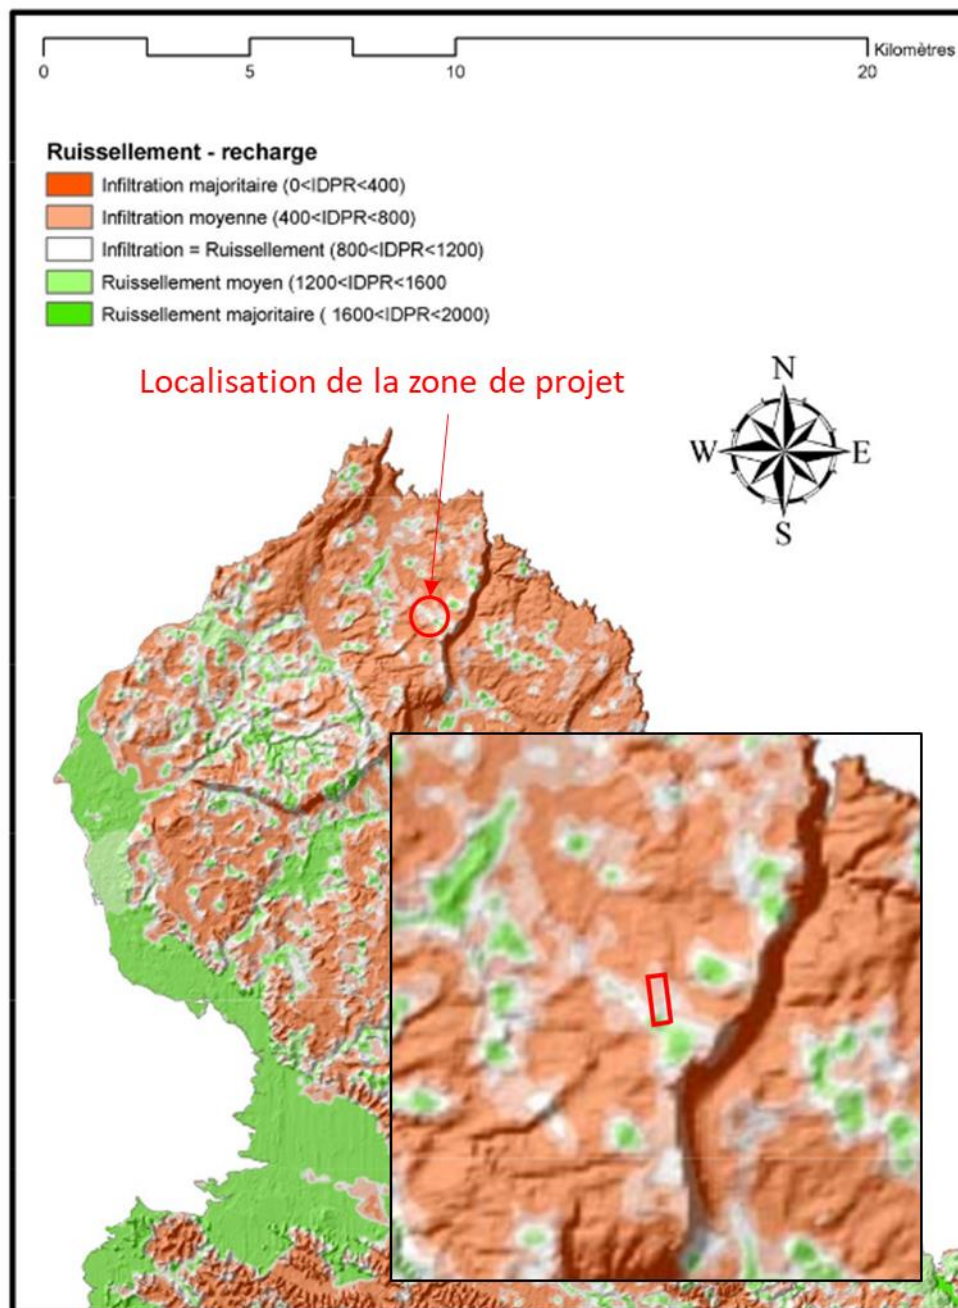 0 5 10 20 Kilomètres
Ruissellement - recharge
Infiltration majoritaire (0<IDPR<400)
Infiltration moyenne (400<IDPR<800)
Infiltration = Ruissellement (800<IDPR<1200)
Ruissellement moyen (1200<IDPR<1600
Ruissellement majoritaire ( 1600<IDPR<2000)
Localisation de la zone de projet
N
W E
S